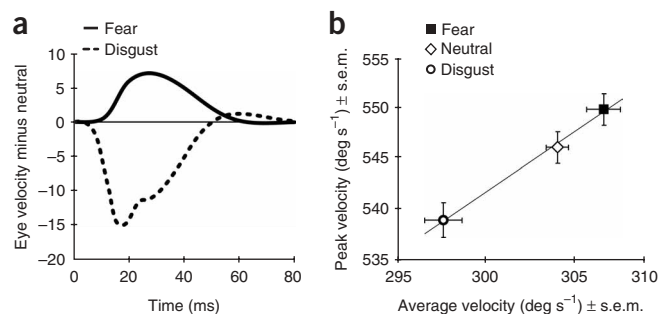 a
Fear
Disgust
Eye velocity minus neutral
10
5
0
−5
−10
−15
−20
0
20
40
60
80
Time (ms)
b
Fear
Neutral
Disgust
Peak velocity (deg s−1) ± s.e.m.
555
550
545
540
535
295
300
305
310
Average velocity (deg s−1) ± s.e.m.